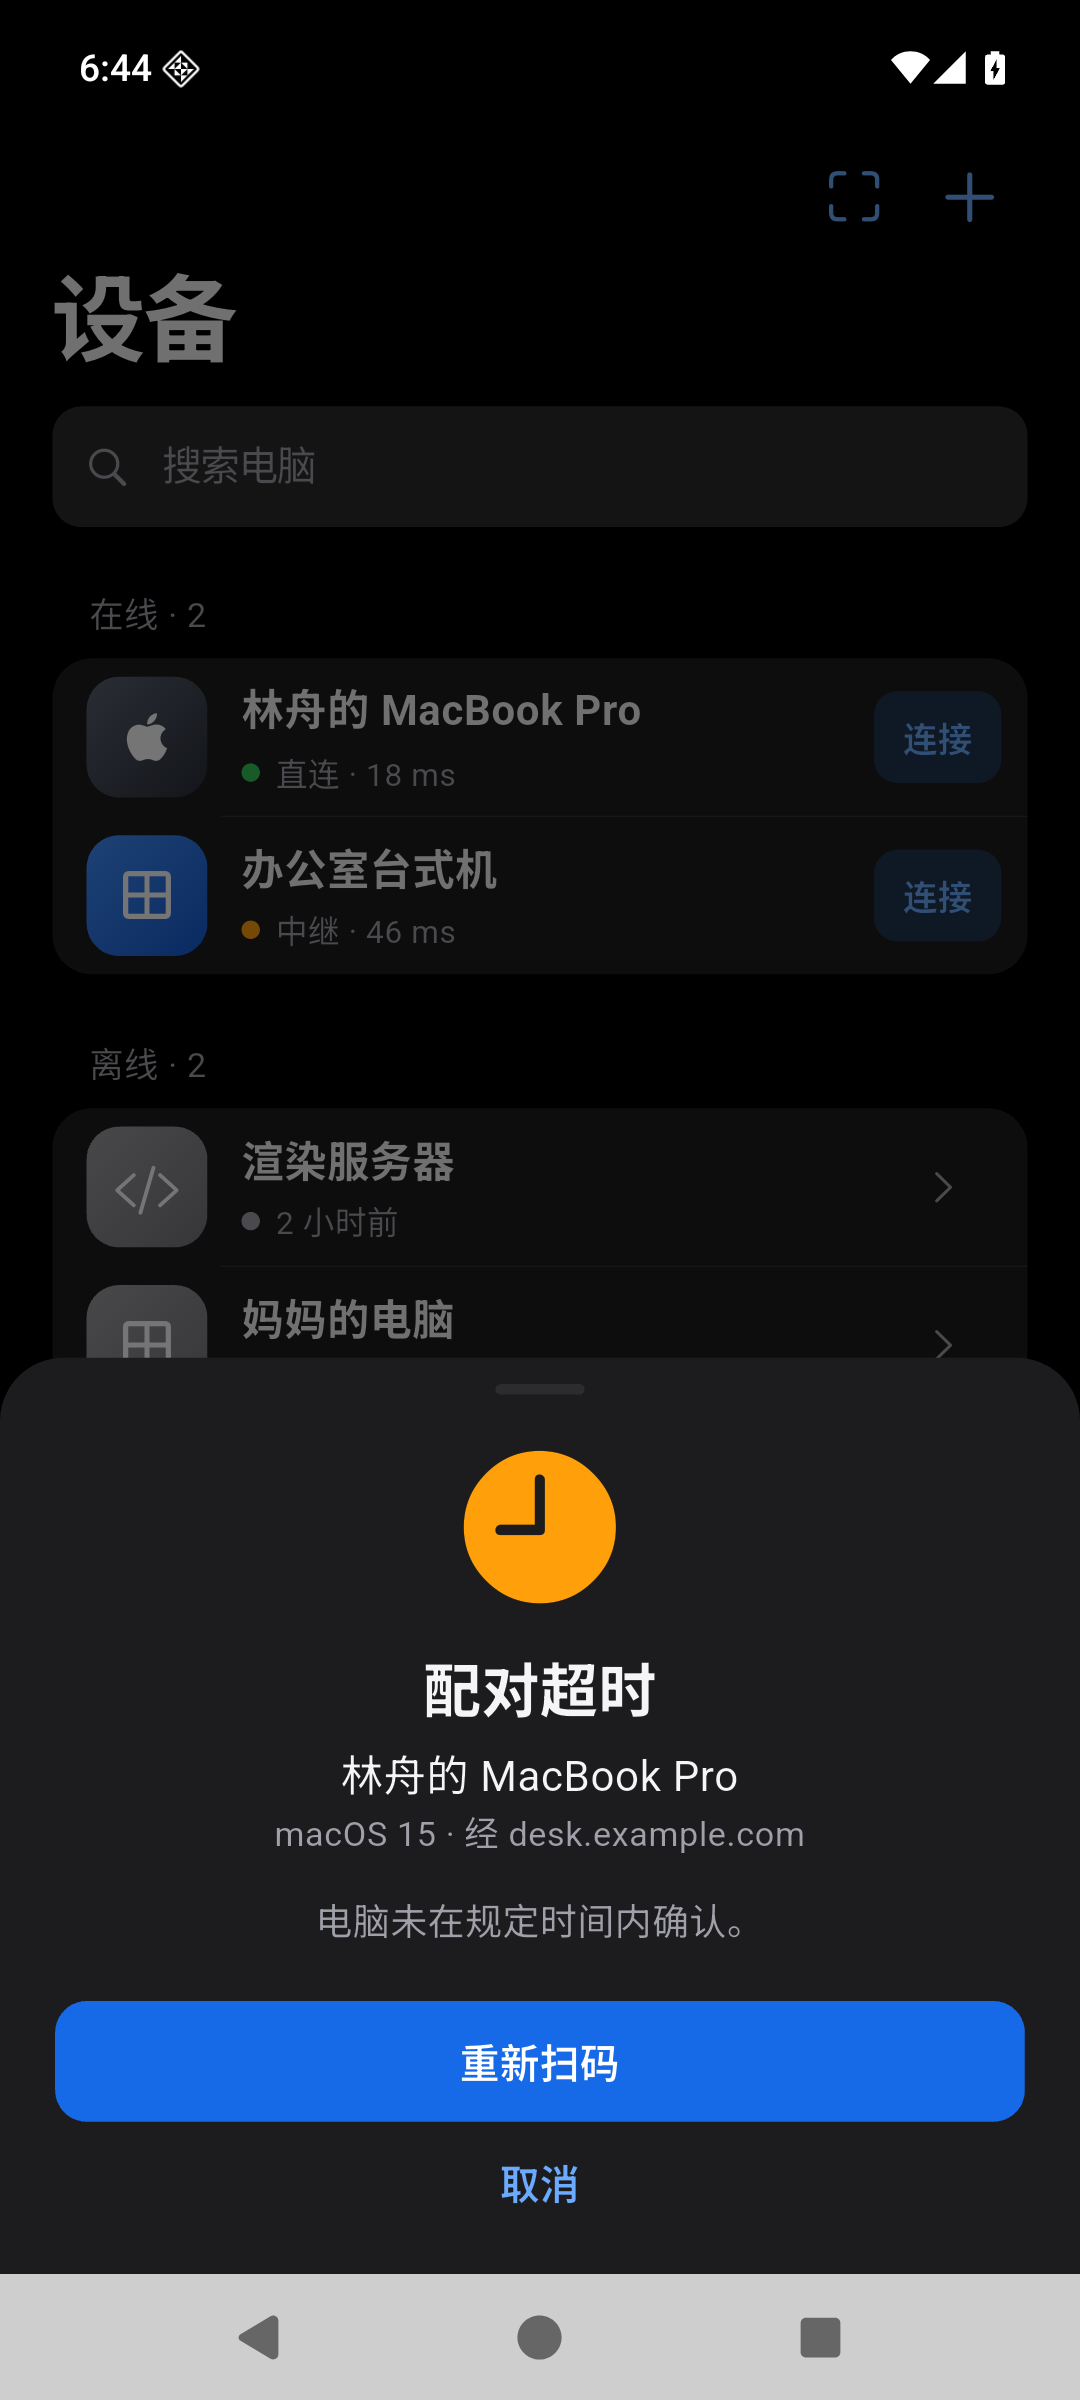 6:44
设备
搜索电脑
在线 · 2
林舟的 MacBook Pro
直连 · 18 ms
连接
办公室台式机
中继 · 46 ms
连接
离线 · 2
渲染服务器
2 小时前
妈妈的电脑
配对超时
林舟的 MacBook Pro
macOS 15 · 经 desk.example.com
电脑未在规定时间内确认。
重新扫码
取消